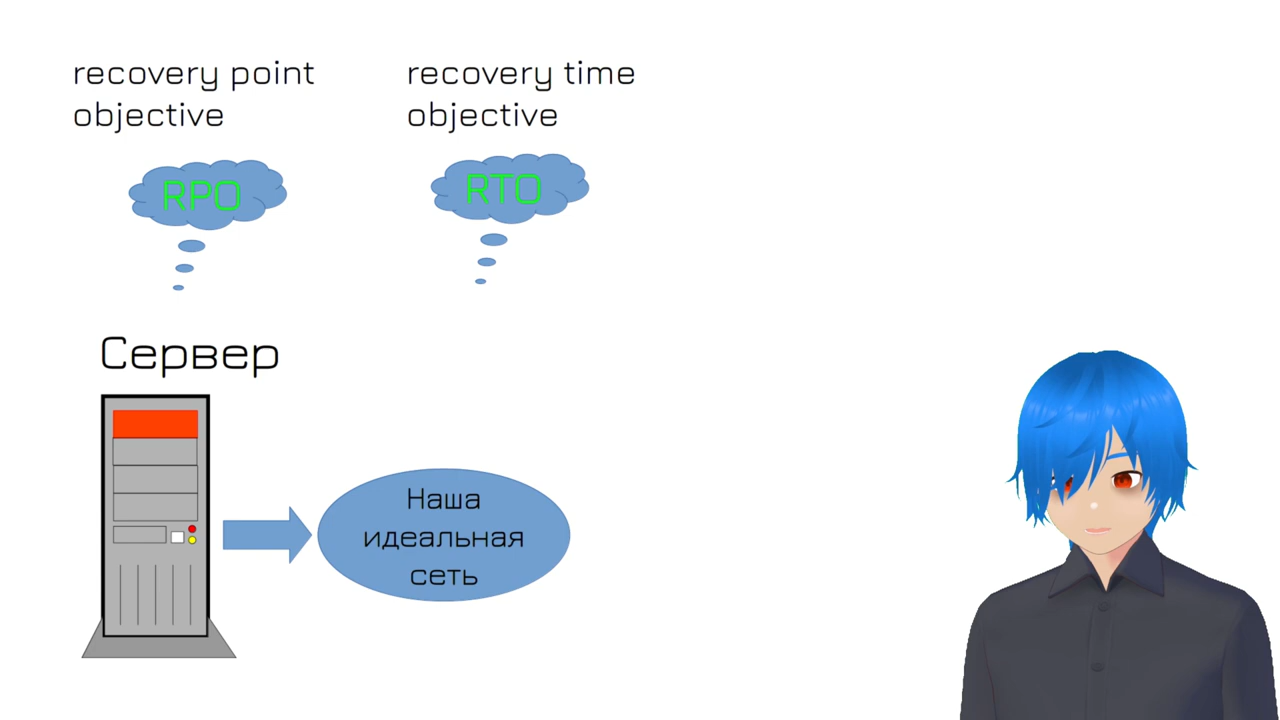 recovery point
objective
recovery time
objective
RPO
RTO
Сервер
Наша
идеальная
сеть